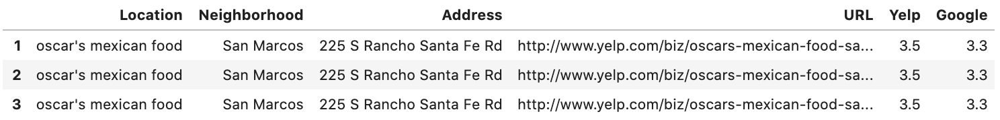 Location Neighborhood Address URL Yelp Google
1 oscar's mexican food San Marcos 225 S Rancho Santa Fe Rd http://www.yelp.com/biz/oscars-mexican-food-sa... 3.5 3.3
2 oscar's mexican food San Marcos 225 S Rancho Santa Fe Rd http://www.yelp.com/biz/oscars-mexican-food-sa... 3.5 3.3
3 oscar's mexican food San Marcos 225 S Rancho Santa Fe Rd http://www.yelp.com/biz/oscars-mexican-food-sa... 3.5 3.3